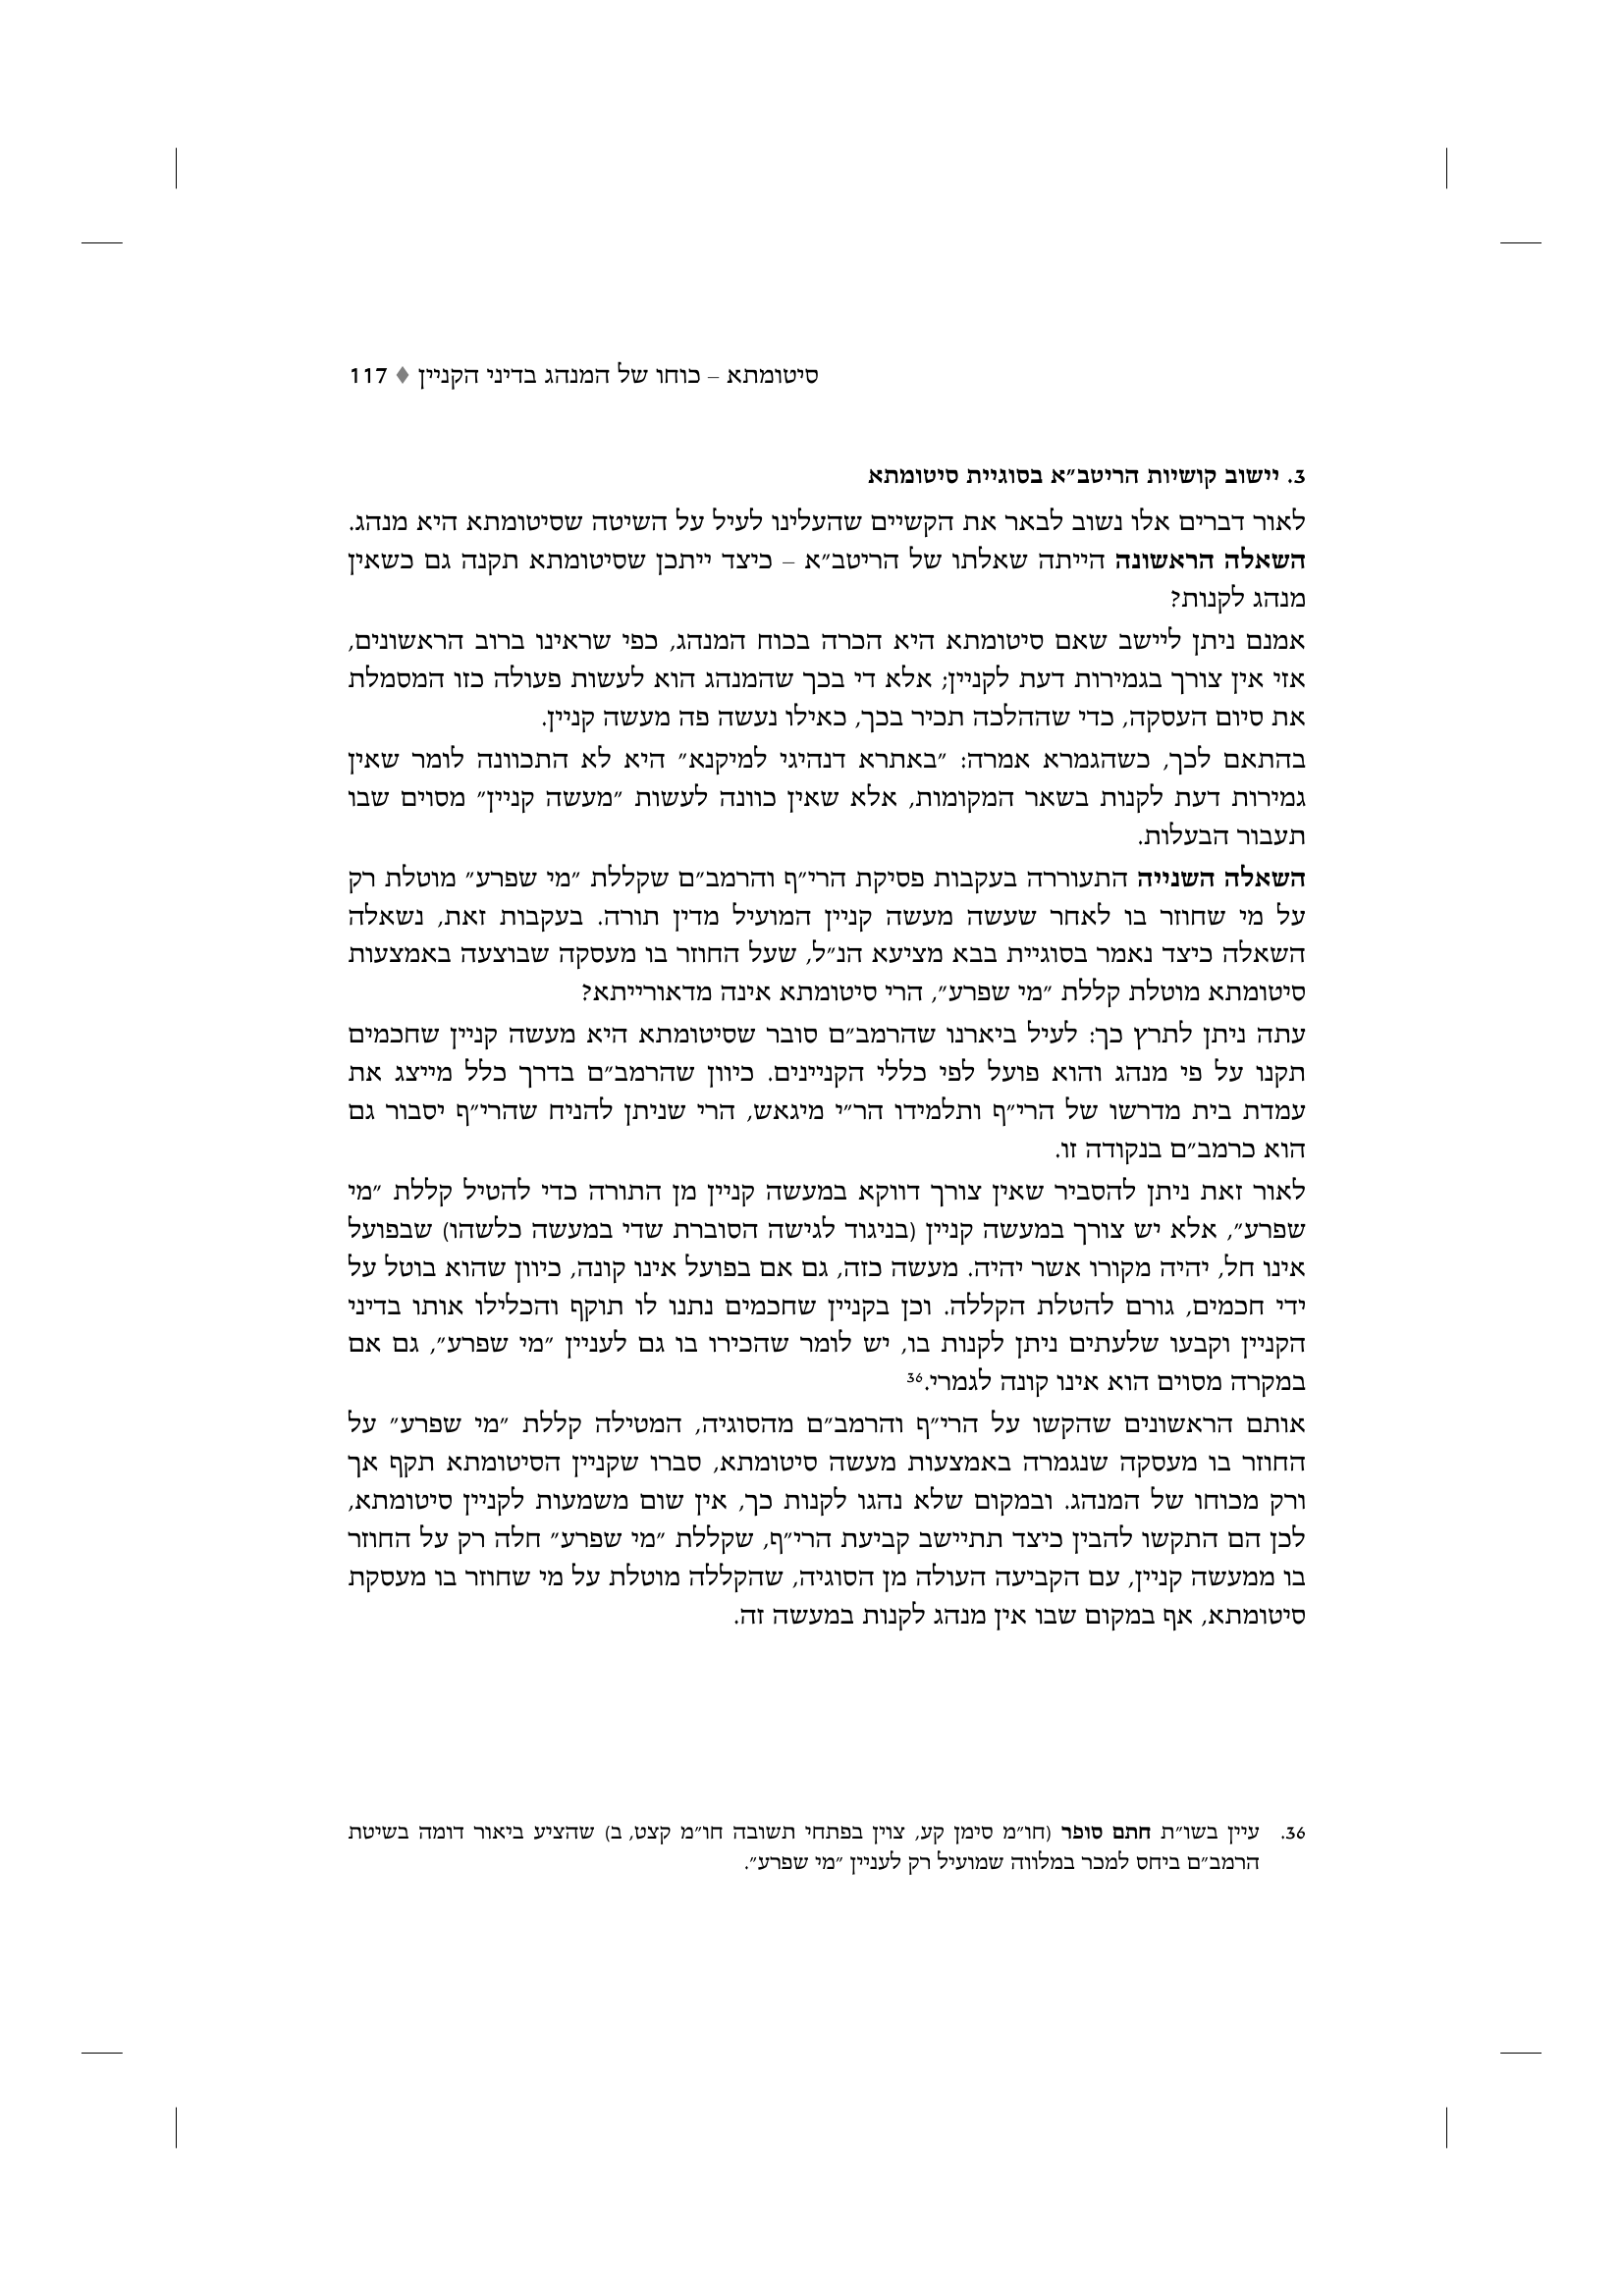 סיטומתא – כוחו של המנהג בדיני הקניין ♦ 117
3. יישוב קושיות הריטב״א בסוגיית סיטומתא
לאור דברים אלו נשוב לבאר את הקשיים שהעלינו לעיל על השיטה שסיטומתא היא מנהג.
השאלה הראשונה הייתה שאלתו של הריטב״א – כיצד ייתכן שסיטומתא תקנה גם כשאין
מנהג לקנות?
אמנם ניתן ליישב שאם סיטומתא היא הכרה בכוח המנהג, כפי שראינו ברוב הראשונים,
אזי אין צורך בגמירות דעת לקניין; אלא די בכך שהמנהג הוא לעשות פעולה כזו המסמלת
את סיום העסקה, כדי שההלכה תכיר בכך, כאילו נעשה פה מעשה קניין.
בהתאם לכך, כשהגמרא אמרה: ״באתרא דנהיגי למיקנא״ היא לא התכוונה לומר שאין
גמירות דעת לקנות בשאר המקומות, אלא שאין כוונה לעשות ״מעשה קניין״ מסוים שבו
תעבור הבעלות.
השאלה השנייה התעוררה בעקבות פסיקת הרי״ף והרמב״ם שקללת ״מי שפרע״ מוטלת רק
על מי שחוזר בו לאחר שעשה מעשה קניין המועיל מדין תורה. בעקבות זאת, נשאלה
השאלה כיצד נאמר בסוגיית בבא מציעא הנ״ל, שעל החוזר בו מעסקה שבוצעה באמצעות
סיטומתא מוטלת קללת ״מי שפרע״, הרי סיטומתא אינה מדאורייתא?
עתה ניתן לתרץ כך: לעיל ביארנו שהרמב״ם סובר שסיטומתא היא מעשה קניין שחכמים
תקנו על פי מנהג והוא פועל לפי כללי הקניינים. כיוון שהרמב״ם בדרך כלל מייצג את
עמדת בית מדרשו של הרי״ף ותלמידו הר״י מיגאש, הרי שניתן להניח שהרי״ף יסבור גם
הוא כרמב״ם בנקודה זו.
לאור זאת ניתן להסביר שאין צורך דווקא במעשה קניין מן התורה כדי להטיל קללת ״מי
שפרע״, אלא יש צורך במעשה קניין (בניגוד לגישה הסוברת שדי במעשה כלשהו) שבפועל
אינו חל, יהיה מקורו אשר יהיה. מעשה כזה, גם אם בפועל אינו קונה, כיוון שהוא בוטל על
ידי חכמים, גורם להטלת הקללה. וכן בקניין שחכמים נתנו לו תוקף והכלילו אותו בדיני
הקניין וקבעו שלעתים ניתן לקנות בו, יש לומר שהכירו בו גם לעניין ״מי שפרע״, גם אם
במקרה מסוים הוא אינו קונה לגמרי.36
אותם הראשונים שהקשו על הרי״ף והרמב״ם מהסוגיה, המטילה קללת ״מי שפרע״ על
החוזר בו מעסקה שנגמרה באמצעות מעשה סיטומתא, סברו שקניין הסיטומתא תקף אך
ורק מכוחו של המנהג. ובמקום שלא נהגו לקנות כך, אין שום משמעות לקניין סיטומתא,
לכן הם התקשו להבין כיצד תתיישב קביעת הרי״ף, שקללת ״מי שפרע״ חלה רק על החוזר
בו ממעשה קניין, עם הקביעה העולה מן הסוגיה, שהקללה מוטלת על מי שחוזר בו מעסקת
סיטומתא, אף במקום שבו אין מנהג לקנות במעשה זה.
36. עיין בשו״ת חתם סופר (חו״מ סימן קע, צוין בפתחי תשובה חו״מ קצט, ב) שהציע ביאור דומה בשיטת
הרמב״ם ביחס למכר במלווה שמועיל רק לעניין ״מי שפרע״.